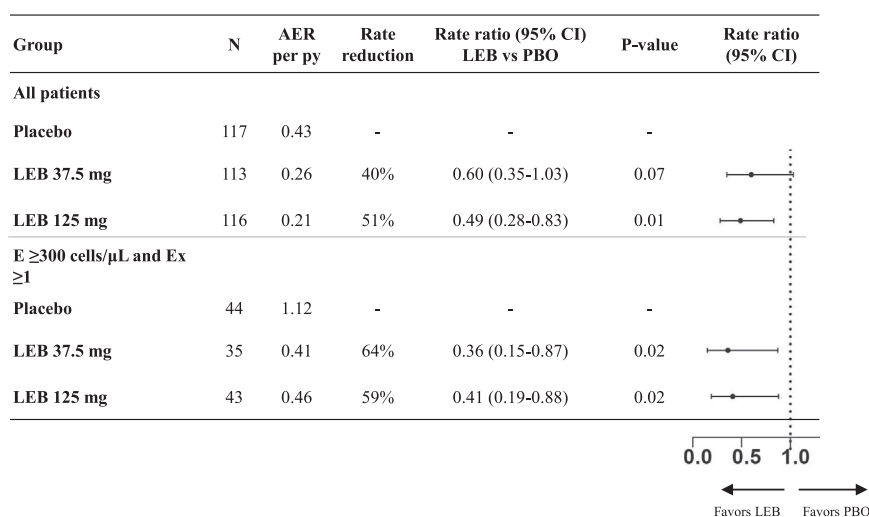 Group N AER per py Rate reduction Rate ratio (95% CI) LEB vs PBO P-value Rate ratio (95% CI)
All patients
Placebo 117 0.43 - - -
LEB 37.5 mg 113 0.26 40% 0.60 (0.35-1.03) 0.07
LEB 125 mg 116 0.21 51% 0.49 (0.28-0.83) 0.01
E ≥300 cells/µL and Ex
≥1
Placebo 44 1.12 - - -
LEB 37.5 mg 35 0.41 64% 0.36 (0.15-0.87) 0.02
LEB 125 mg 43 0.46 59% 0.41 (0.19-0.88) 0.02
0.0 0.5 1.0
Favors LEB Favors PBO